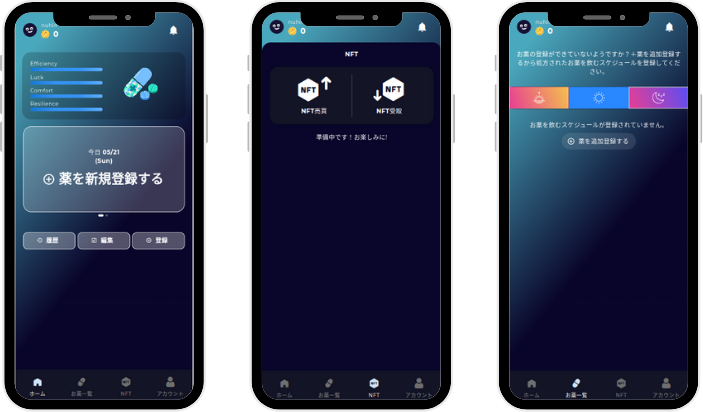 nuhin
0
Efficiency
Luck
Comfort
Resilience
今日 05/21
(Sun)
薬を新規登録する
履歴
編集
登録
ホーム
お薬一覧
NFT
アカウント
nuhin
0
NFT
NFT
NFT売買
NFT
NFT受取
準備中です！お楽しみに!
ホーム
お薬一覧
NFT
アカウント
0
お薬の登録ができていないようですか？＋薬を追加登録す
るから処方されたお薬を飲むスケジュールを登録してくだ
さい。
お薬を飲むスケジュールが登録されていません。
薬を追加登録する
ホーム
お薬一覧
NFT
アカウント